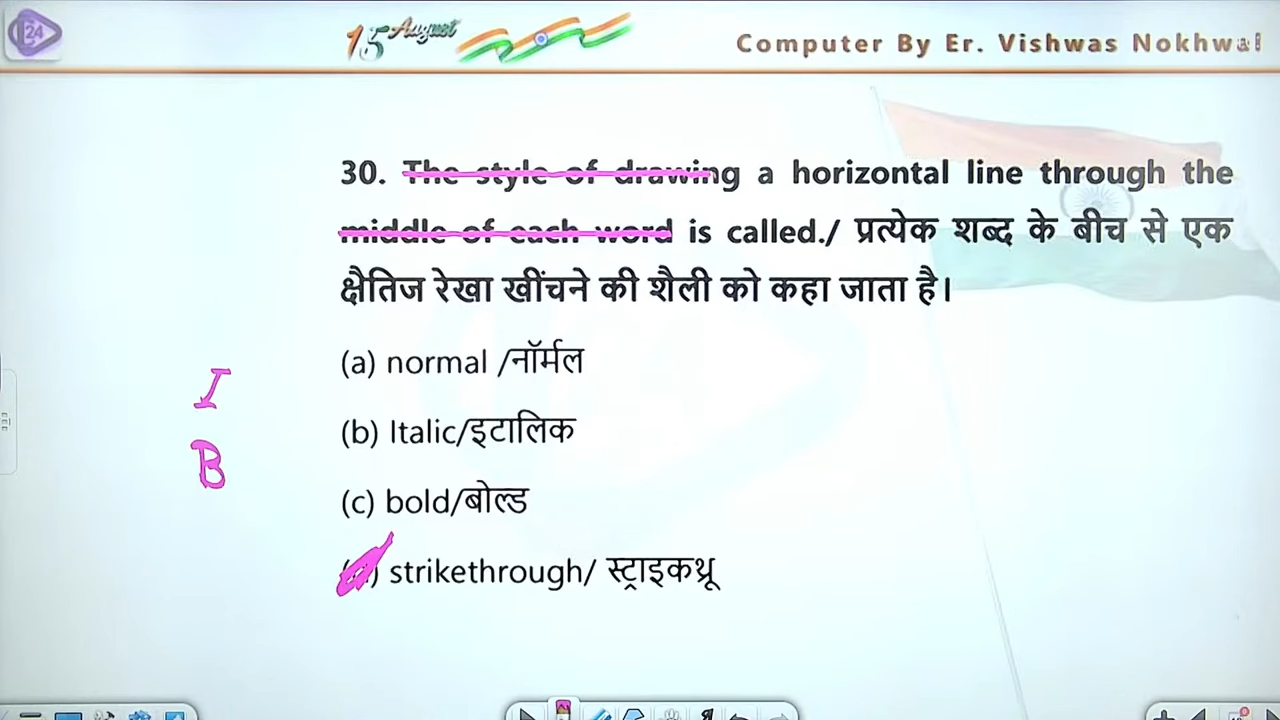 24
15 August
Computer By Er. Vishwas Nokhwal
30. The style of drawing a horizontal line through the
middle of each word is called./ प्रत्येक शब्द के बीच से एक
क्षैतिज रेखा खींचने की शैली को कहा जाता है।
(a) normal /नॉर्मल
I
(b) Italic/इटालिक
B
(c) bold/बोल्ड
strikethrough/ स्ट्राइकथ्रू